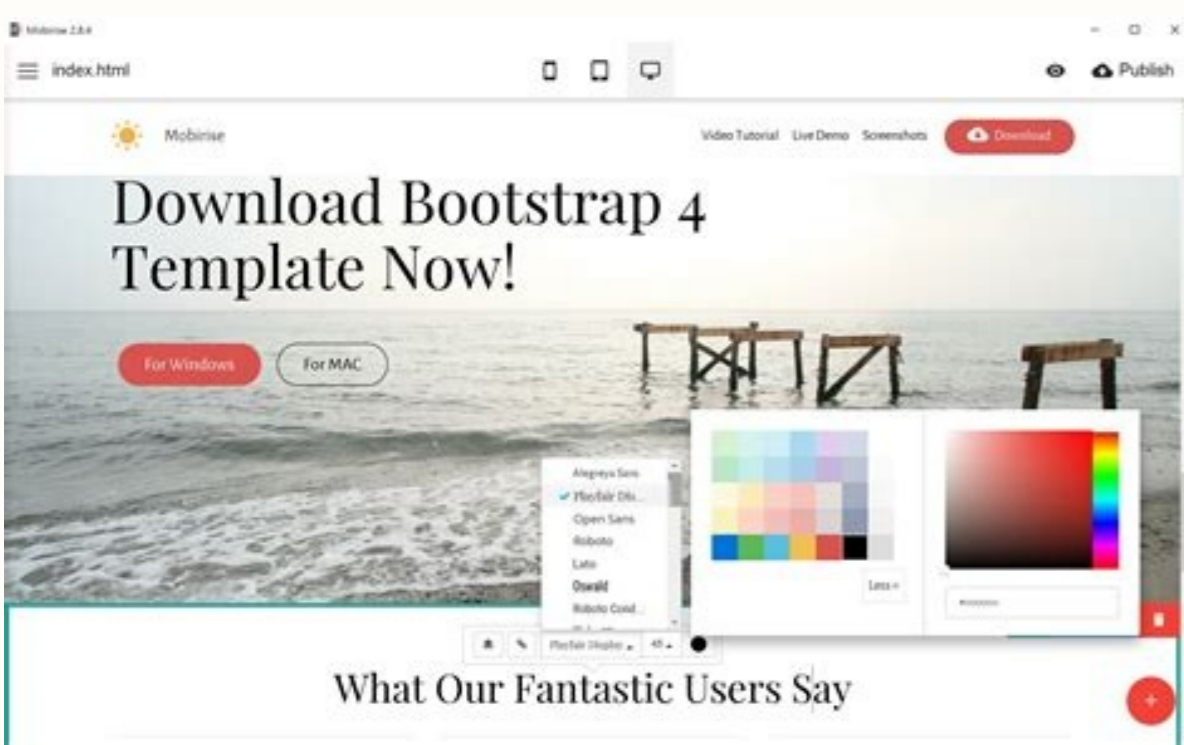 Mobirise 2.8.4
index.html
Publish
Mobirise
Video Tutorial Live Demo Screenshots Download
Download Bootstrap 4
Template Now!
For Windows For MAC
Alegreya Sans
Playfair Dis...
Open Sans
Roboto
Lato
Oswald
Roboto Cond...
Less
Playfair Display
What Our Fantastic Users Say